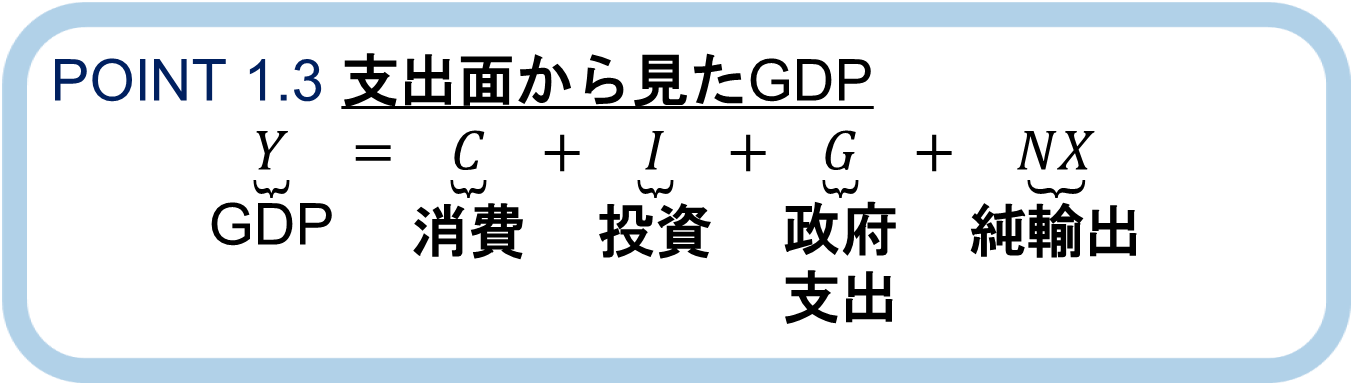 POINT 1.3 支出面から見たGDP
Y = C + I + G + NX
GDP 消費 投資 政府 純輸出
支出